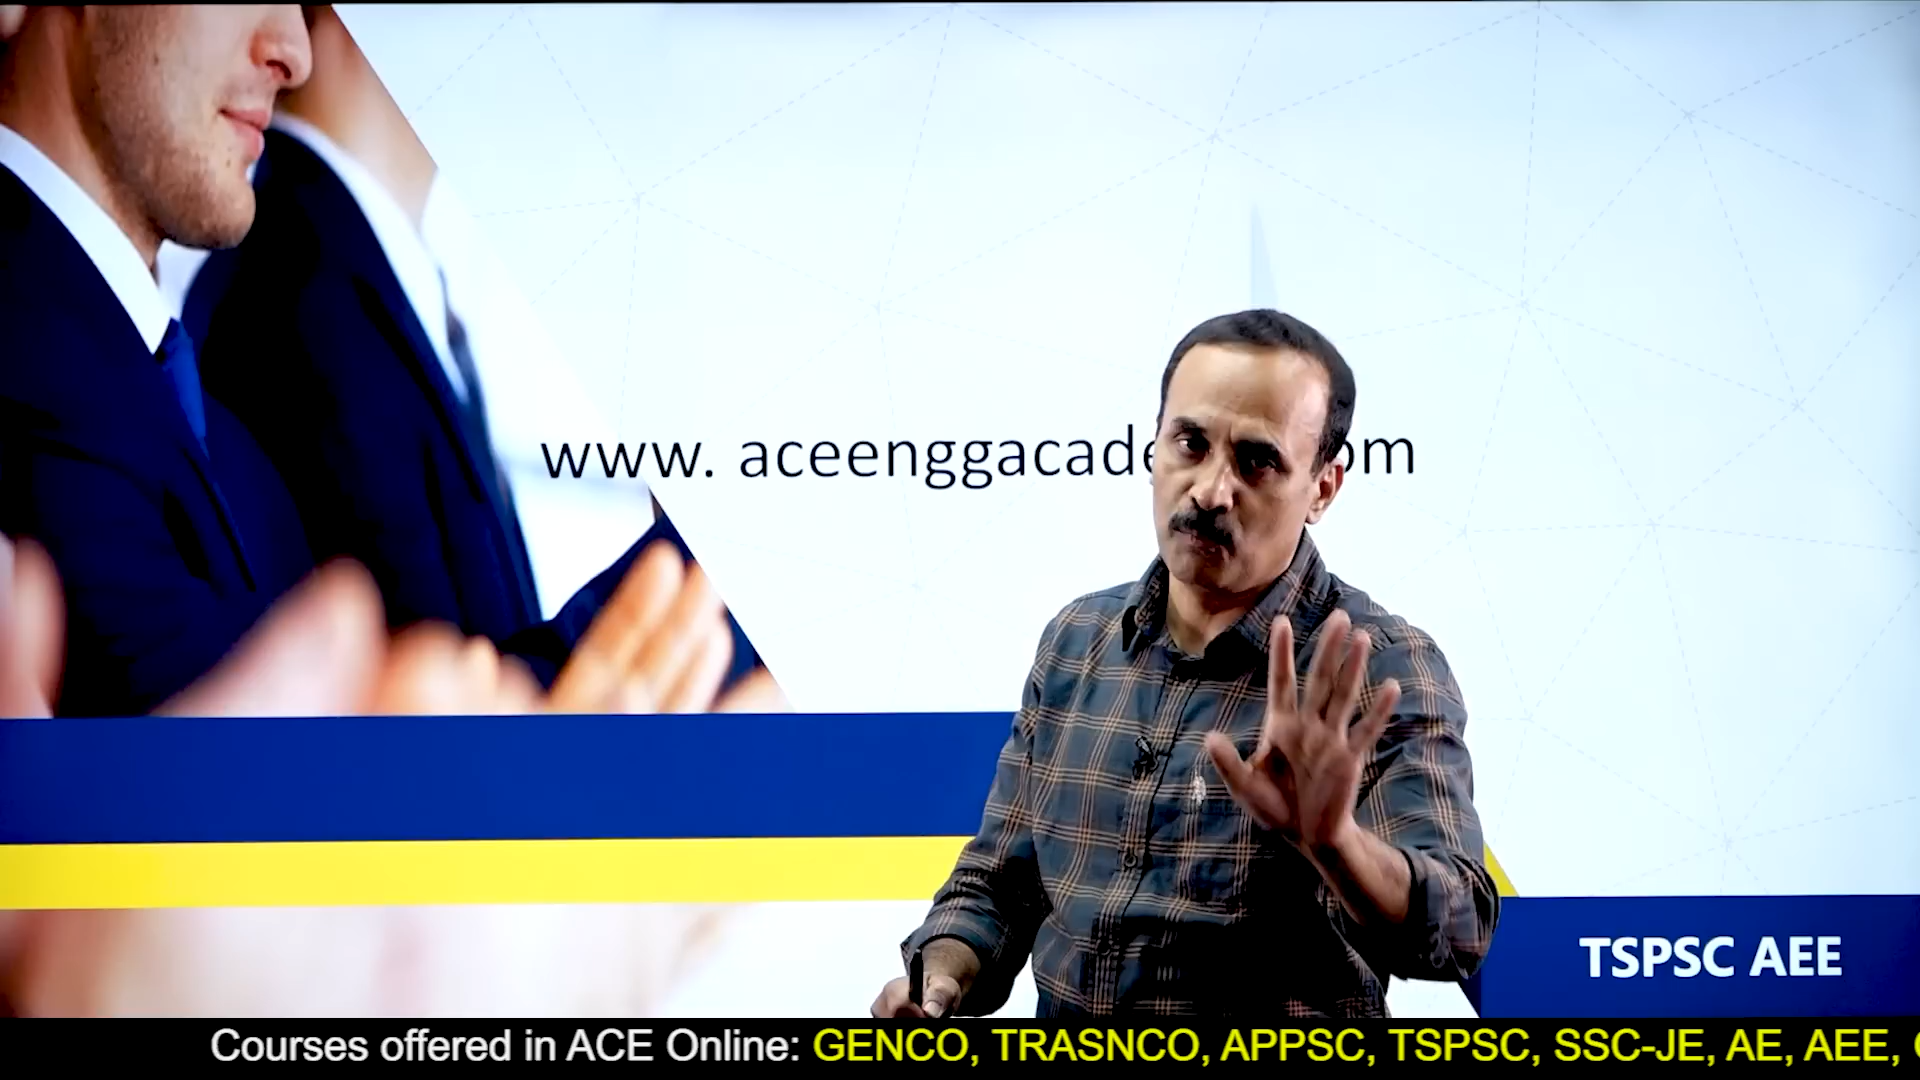 www. aceenggacade om
TSPSC AEE
Courses offered in ACE Online: GENCO, TRASNCO, APPSC, TSPSC, SSC-JE, AE, AEE,